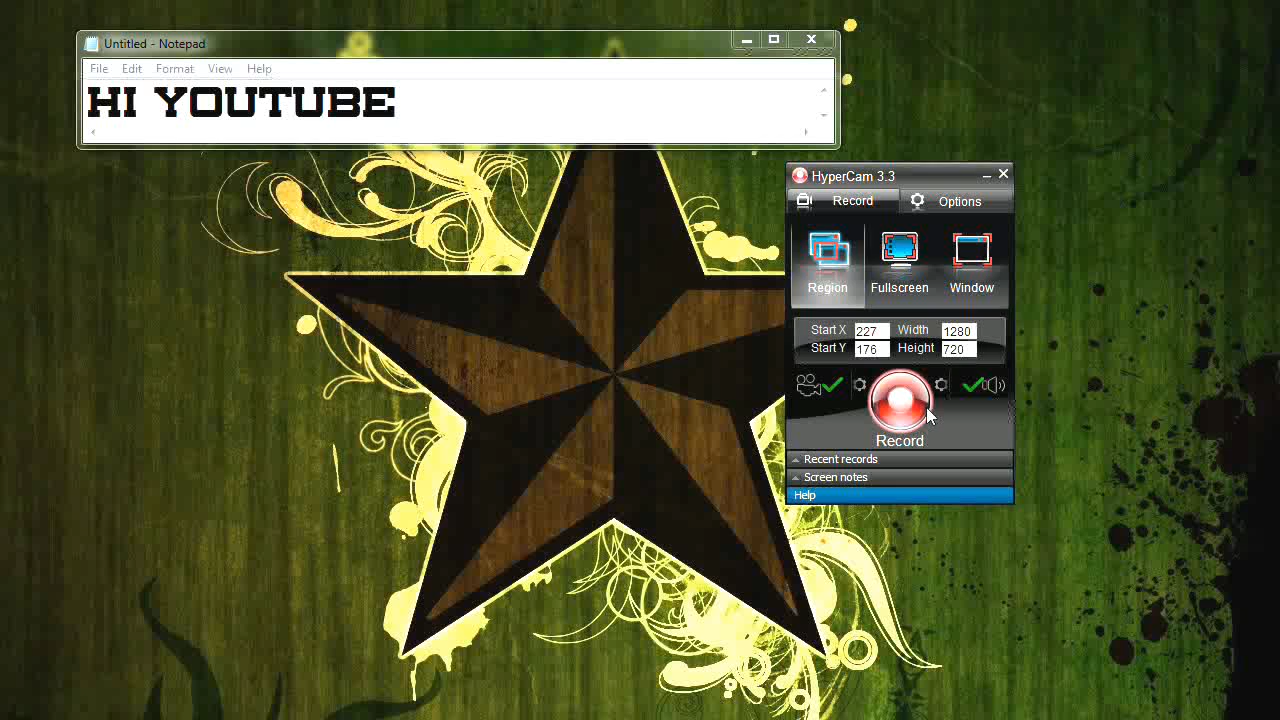 Untitled - Notepad
File Edit Format View Help
HI YOUTUBE
HyperCam 3.3
Record Options
Region Fullscreen Window
Start X 227 Width 1280
Start Y 176 Height 720
Record
Recent records
Screen notes
Help